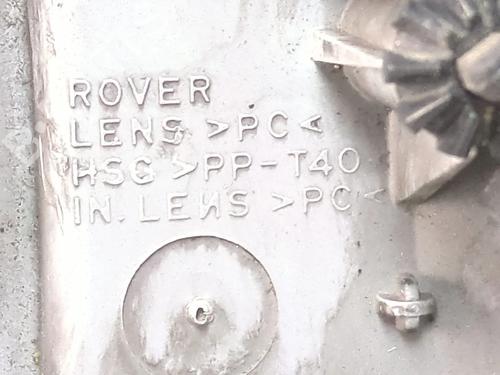 ROVER
LENS >PC<
HSG >PP-T40
IN. LENS >PC<
C